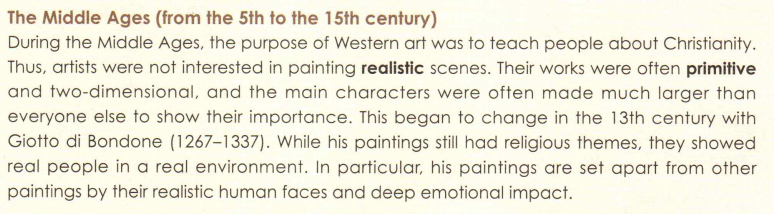 The Middle Ages (from the 5th to the 15th century)
During the Middle Ages, the purpose of Western art was to teach people about Christianity.
Thus, artists were not interested in painting realistic scenes. Their works were often primitive
and two-dimensional, and the main characters were often made much larger than
everyone else to show their importance. This began to change in the 13th century with
Giotto di Bondone (1267–1337). While his paintings still had religious themes, they showed
real people in a real environment. In particular, his paintings are set apart from other
paintings by their realistic human faces and deep emotional impact.